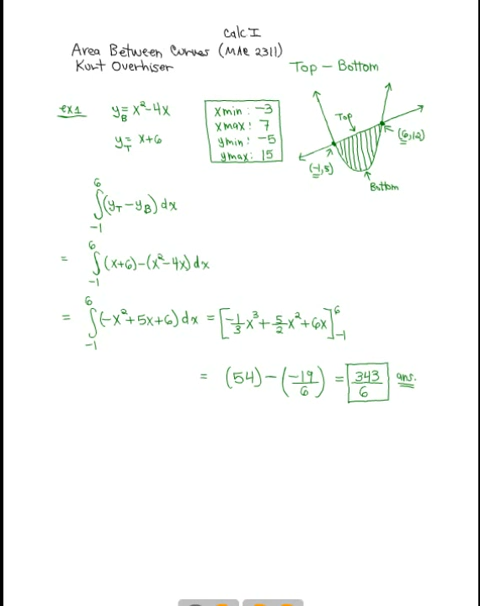 Calc I
Area Between Curves (MAC 2311)
Kurt Overhiser
Top – Bottom
ex1 y_B = x² - 4x
y_T = x + 6
xmin: -3
xmax: 7
ymin: -5
ymax: 15
Top
(6,12)
(-1,5)
Bottom
∫_{-1}^{6} (y_T - y_B) dx
= ∫_{-1}^{6} (x+6) - (x² - 4x) dx
= ∫_{-1}^{6} (-x² + 5x + 6) dx = [-1/3 x³ + 5/2 x² + 6x]_{-1}^{6}
= (54) - (-19/6) = 343/6 ans.